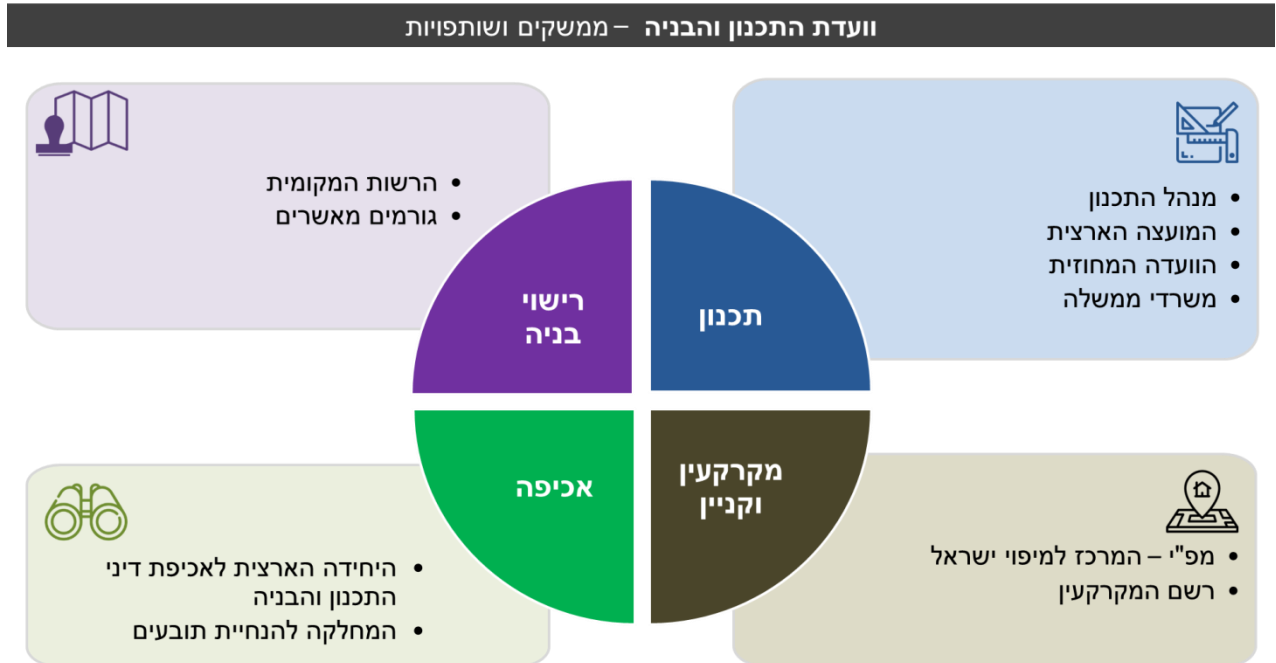 וועדת התכנון והבניה – ממשקים ושותפויות
• מנהל התכנון
• המועצה הארצית
• הוועדה המחוזית
• משרדי ממשלה
• הרשות המקומית
• גורמים מאשרים
תכנון
רישוי
בניה
מקרקעין
וקניין
אכיפה
• מפ"י – המרכז למיפוי ישראל
• רשם המקרקעין
• היחידה הארצית לאכיפת דיני
התכנון והבניה
• המחלקה להנחיית תובעים